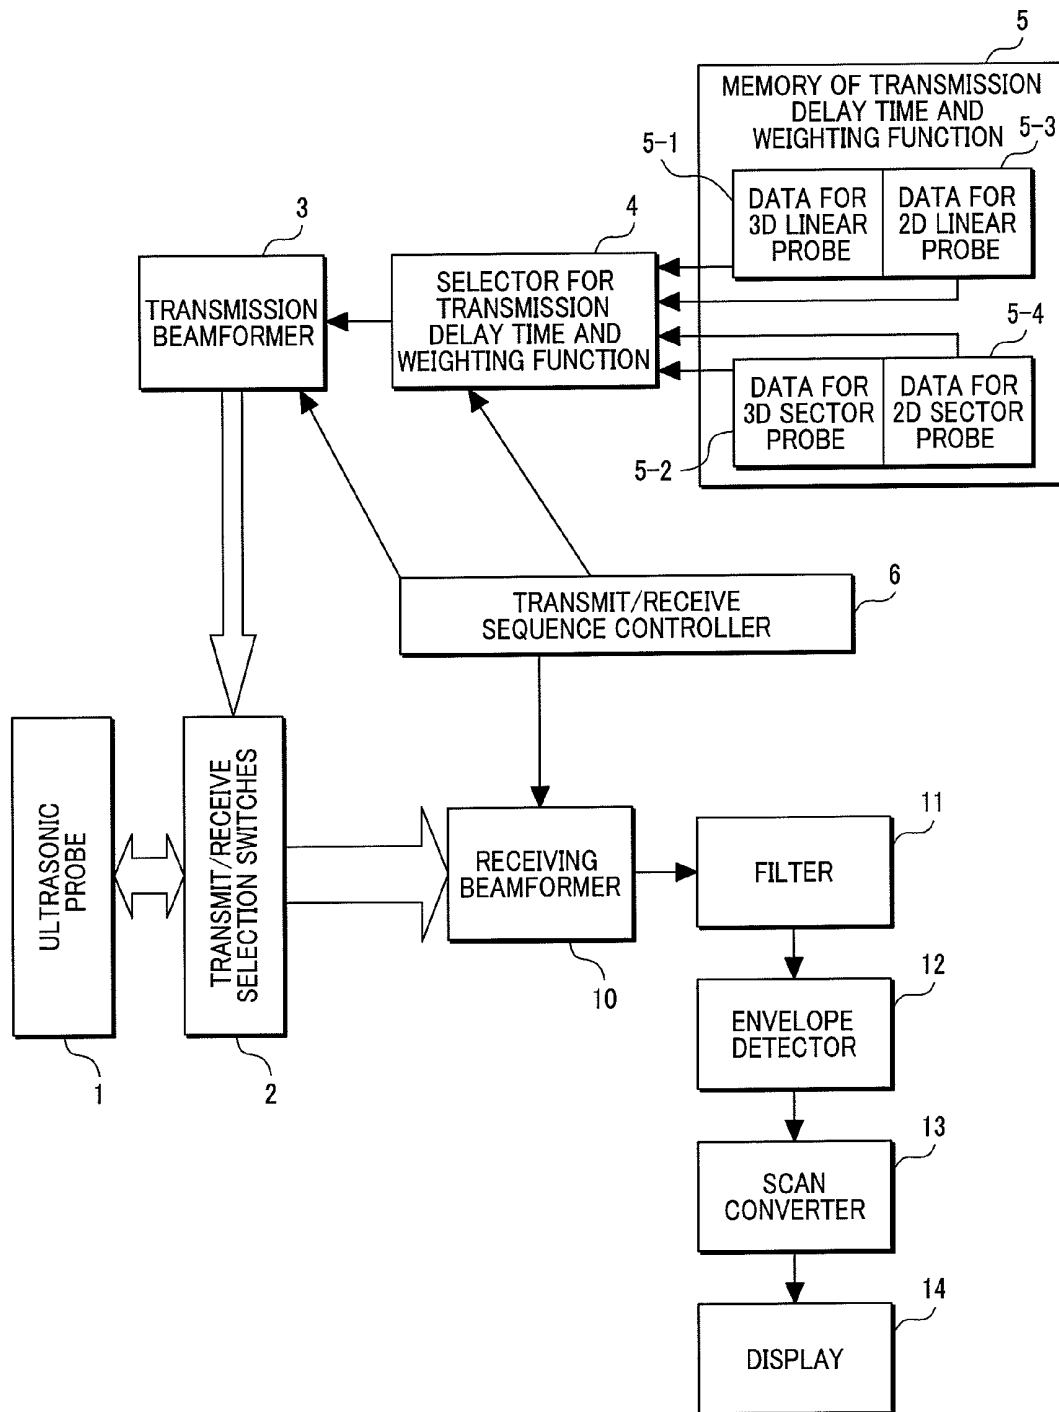 5
MEMORY OF TRANSMISSION
DELAY TIME AND
WEIGHTING FUNCTION
5-1
5-3
DATA FOR
3D LINEAR
PROBE
DATA FOR
2D LINEAR
PROBE
3
4
TRANSMISSION
BEAMFORMER
SELECTOR FOR
TRANSMISSION
DELAY TIME AND
WEIGHTING FUNCTION
5-4
DATA FOR
3D SECTOR
PROBE
DATA FOR
2D SECTOR
PROBE
5-2
6
TRANSMIT/RECEIVE
SEQUENCE CONTROLLER
ULTRASONIC
PROBE
1
TRANSMIT/RECEIVE
SELECTION SWITCHES
2
RECEIVING
BEAMFORMER
10
11
FILTER
12
ENVELOPE
DETECTOR
13
SCAN
CONVERTER
14
DISPLAY